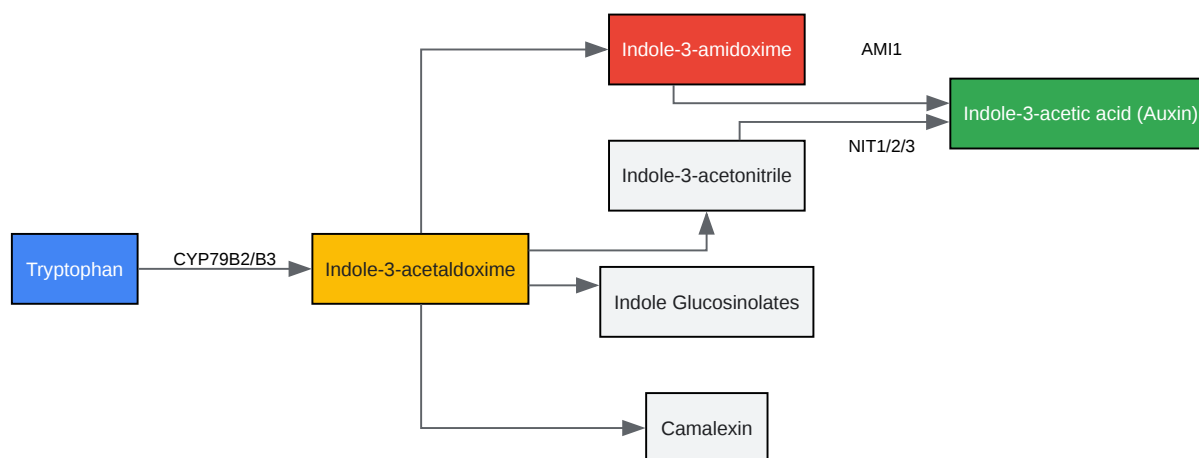 Indole-3-amidoxime
AMI1
Indole-3-acetic acid (Auxin)
NIT1/2/3
Indole-3-acetonitrile
CYP79B2/B3
Tryptophan
Indole-3-acetaldoxime
Indole Glucosinolates
Camalexin